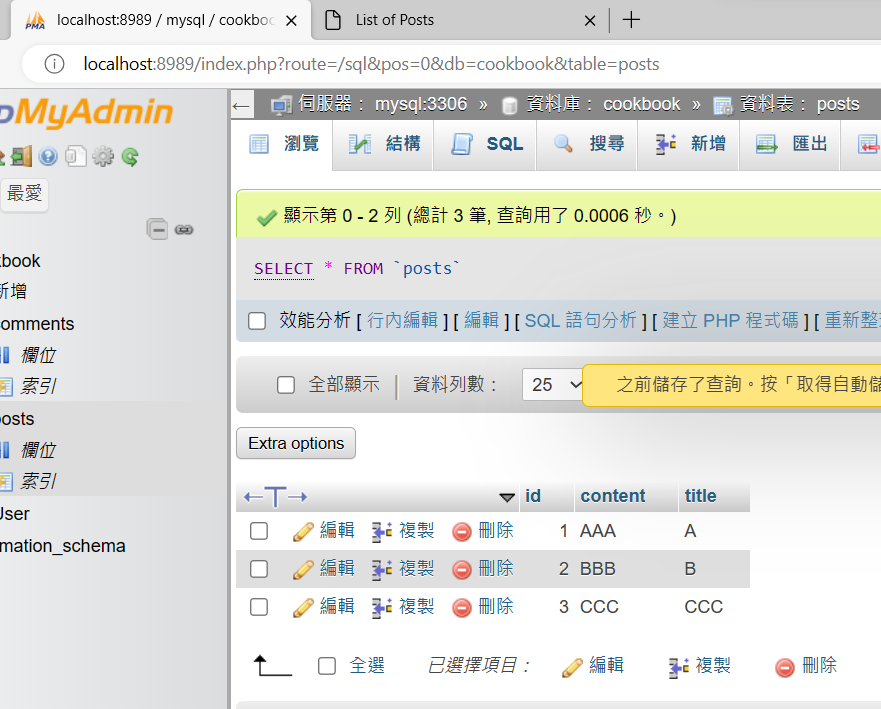 localhost:8989 / mysql / cookboo
List of Posts
localhost:8989/index.php?route=/sql&pos=0&db=cookbook&table=posts
pMyAdmin
最愛
kbook
新增
comments
欄位
索引
posts
欄位
索引
User
mation_schema
伺服器： mysql:3306 » 資料庫： cookbook » 資料表： posts
瀏覽 結構 SQL 搜尋 新增 匯出
顯示第 0 - 2 列 (總計 3 筆, 查詢用了 0.0006 秒。)
SELECT * FROM `posts`
效能分析 [ 行內編輯 ] [ 編輯 ] [ SQL 語句分析 ] [ 建立 PHP 程式碼 ] [ 重新整理
全部顯示 | 資料列數： 25 之前儲存了查詢。按「取得自動儲
Extra options
←T→ id content title
編輯 複製 刪除 1 AAA A
編輯 複製 刪除 2 BBB B
編輯 複製 刪除 3 CCC CCC
全選 已選擇項目： 編輯 複製 刪除